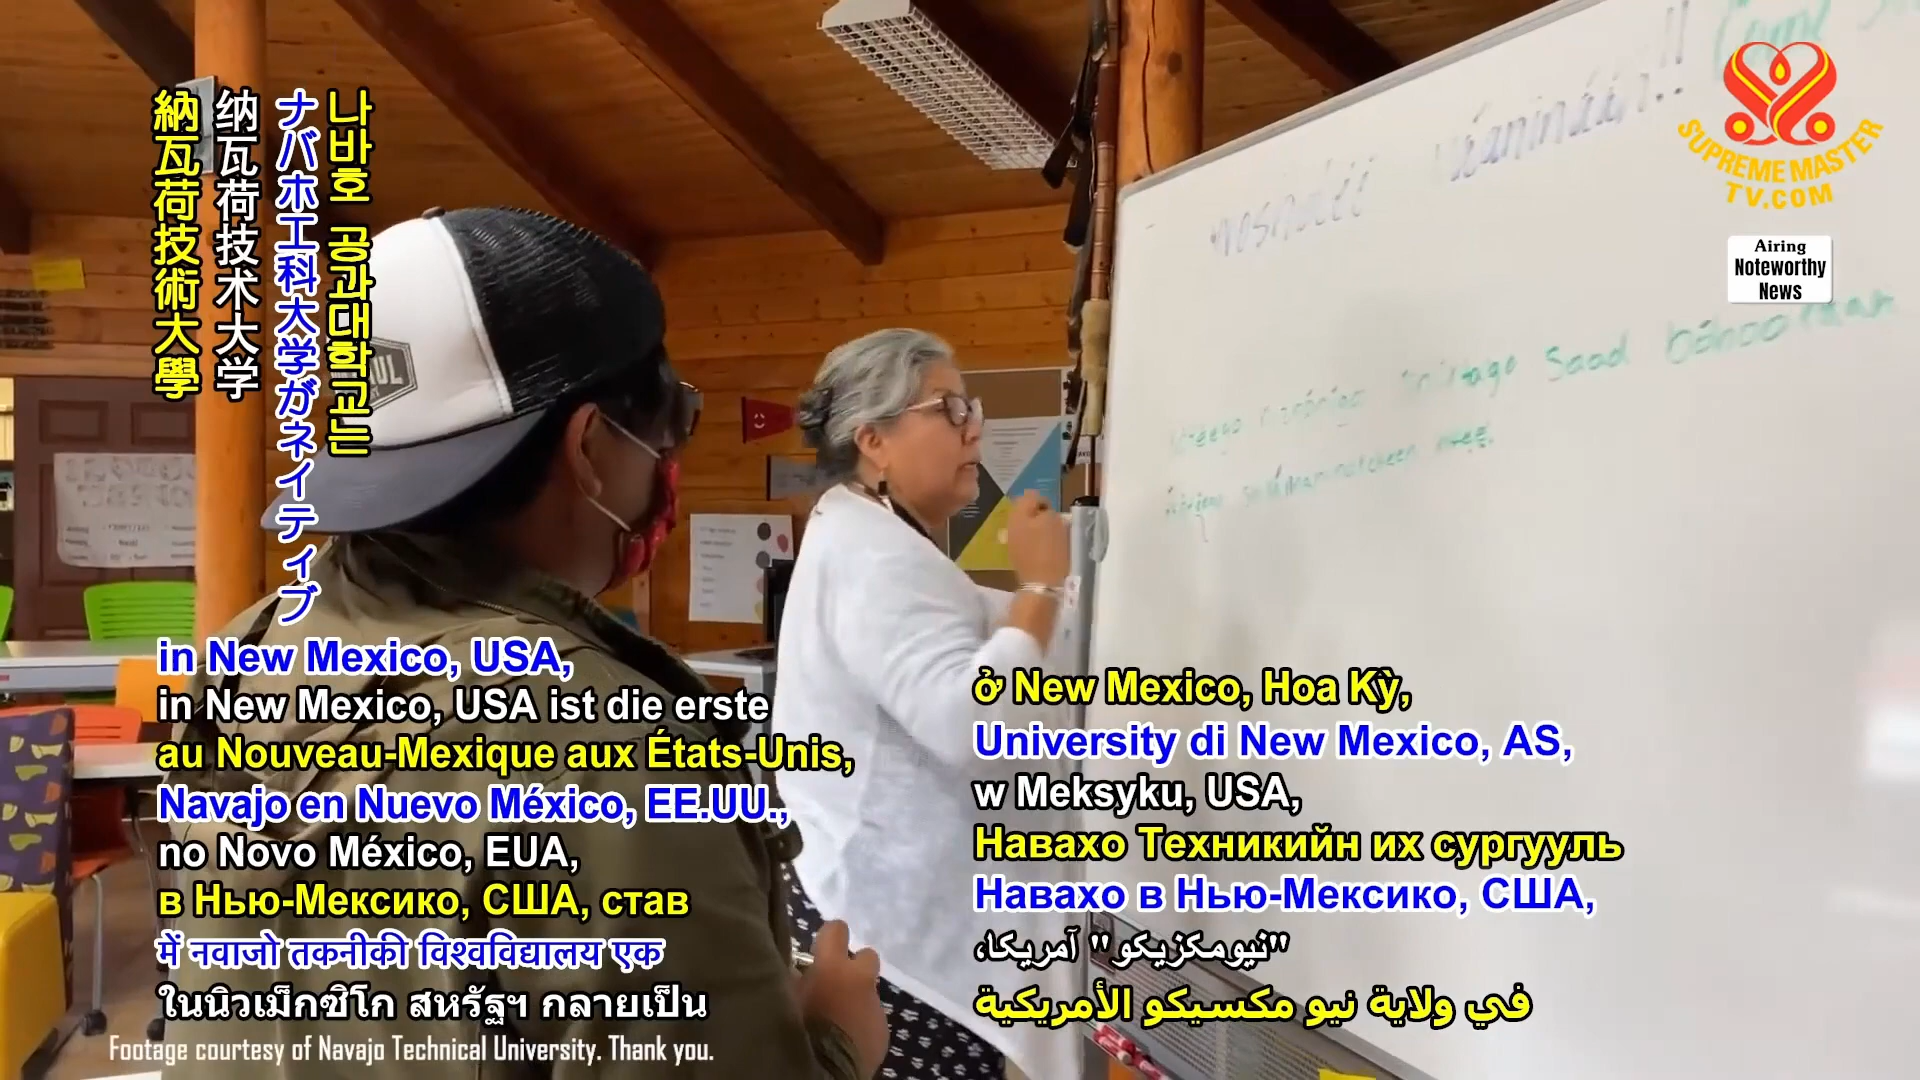 納瓦荷技術大學
纳瓦荷技术大学
ナバホ工科大学がネイティブ
나바호 공과대학교는
in New Mexico, USA,
in New Mexico, USA ist die erste
au Nouveau-Mexique aux États-Unis,
Navajo en Nuevo México, EE.UU.,
no Novo México, EUA,
в Нью-Мексико, США, став
में नवाजो तकनीकी विश्वविद्यालय एक
ในนิวเม็กซิโก สหรัฐฯ กลายเป็น
ở New Mexico, Hoa Kỳ,
University di New Mexico, AS,
w Meksyku, USA,
Навахо Техникийн их сургууль
Навахо в Нью-Мексико, США,
"نیومکزیکو" آمریکا،
في ولاية نيو مكسيكو الأمريكية
Footage courtesy of Navajo Technical University. Thank you.
SUPREME MASTER
TV.COM
Airing
Noteworthy
News
Saad